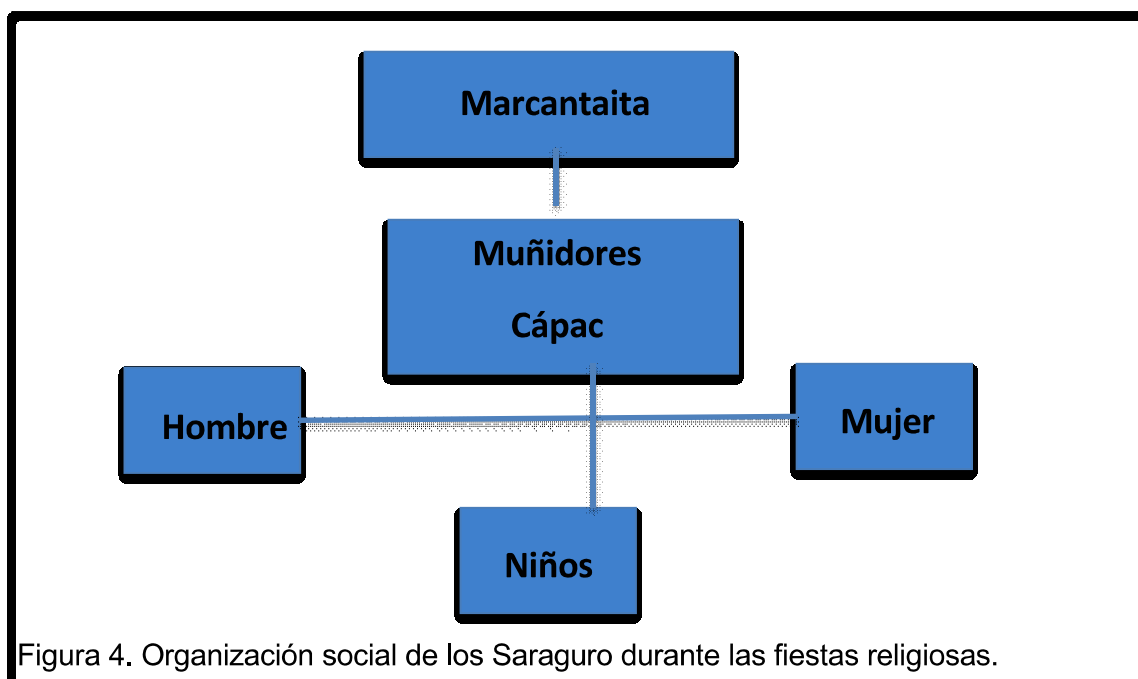 Marcantaita
Muñidores
Cápac
Hombre
Mujer
Niños
Figura 4. Organización social de los Saraguro durante las fiestas religiosas.